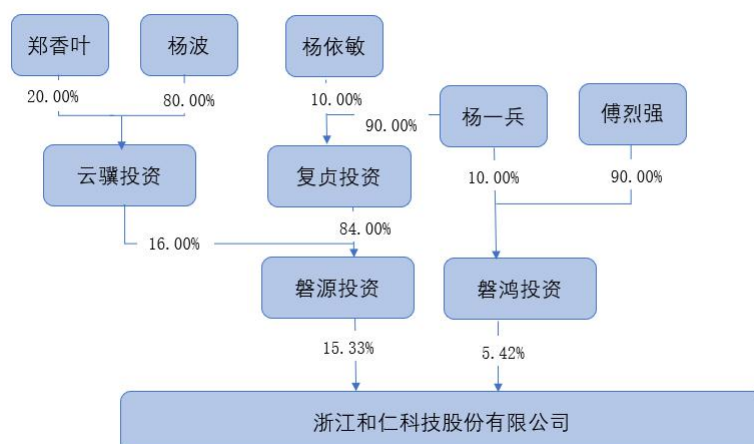 郑香叶
杨波
杨依敏
杨一兵
傅烈强
20.00%
80.00%
10.00%
90.00%
10.00%
90.00%
云骥投资
复贞投资
16.00%
84.00%
磐源投资
磐鸿投资
15.33%
5.42%
浙江和仁科技股份有限公司